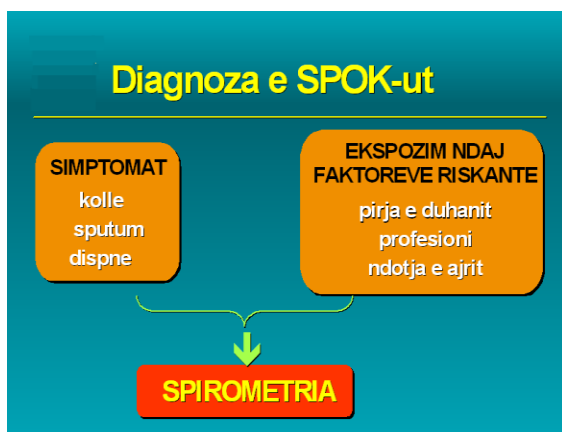 Diagnoza e SPOK-ut
SIMPTOMAT
kolle
sputum
dispne
EKSPOZIM NDAJ
FAKTOREVE RISKANTE
pirja e duhanit
profesioni
ndotja e ajrit
SPIROMETRIA